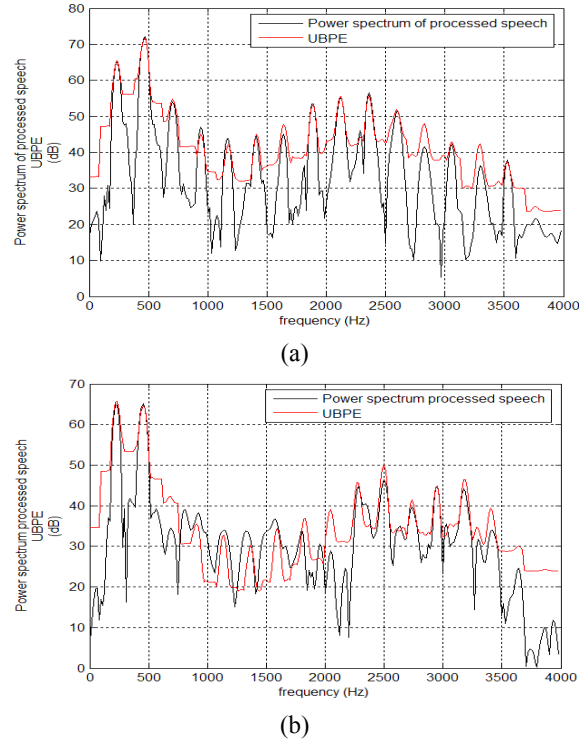 Power spectrum of processed speech
UBPE
(dB)
80
70
60
50
40
30
20
10
0
Power spectrum of processed speech
UBPE
0 500 1000 1500 2000 2500 3000 3500 4000
frequency (Hz)
(a)
Power spectrum processed speech
UBPE
(dB)
70
60
50
40
30
20
10
0
Power spectrum processed speech
UBPE
0 500 1000 1500 2000 2500 3000 3500 4000
frequency (Hz)
(b)